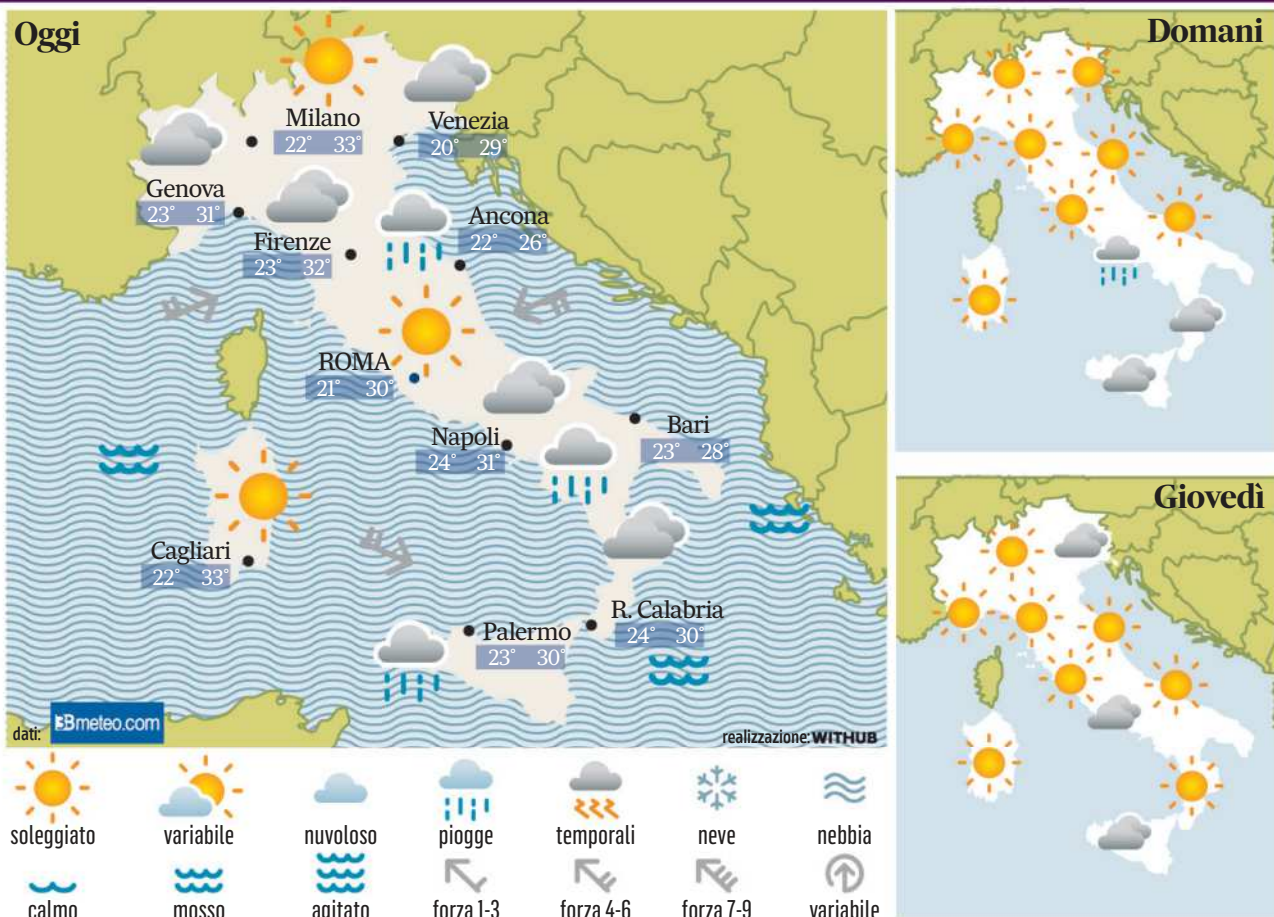 Oggi
Milano
22° 33°
Venezia
20° 29°
Genova
23° 31°
Firenze
23° 32°
Ancona
22° 26°
ROMA
21° 30°
Napoli
24° 31°
Bari
23° 28°
Cagliari
22° 33°
Palermo
23° 30°
R. Calabria
24° 30°
dati: 3Bmeteo.com
realizzazione: WITHUB
Domani
Giovedì
soleggiato variabile nuvoloso piogge temporali neve nebbia
calmo mosso agitato forza 1-3 forza 4-6 forza 7-9 variabile